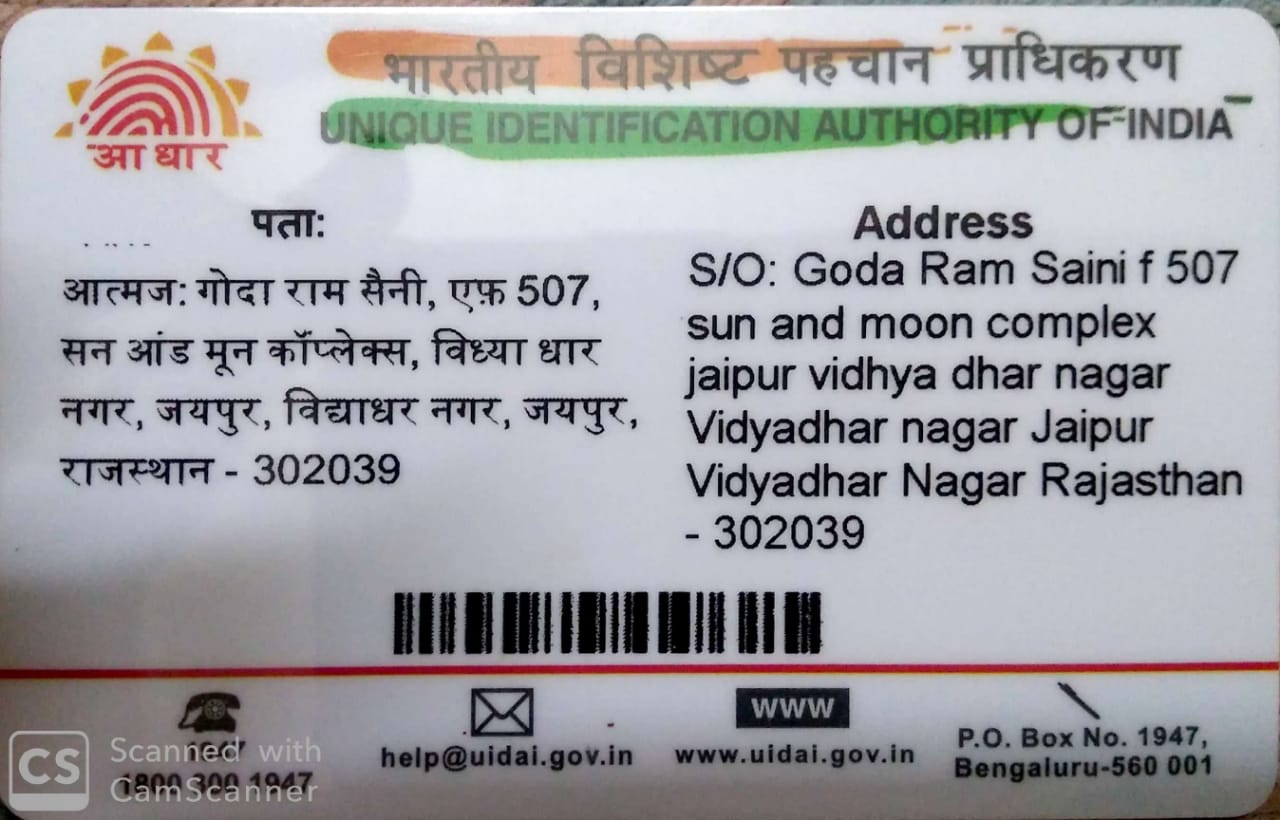 भारतीय विशिष्ट पहचान प्राधिकरण
UNIQUE IDENTIFICATION AUTHORITY OF INDIA
आधार
पता:
आत्मज: गोदा राम सैनी, एफ़ 507,
सन आंड मून कॉप्लेक्स, विध्या धार
नगर, जयपुर, विद्याधर नगर, जयपुर,
राजस्थान - 302039
Address
S/O: Goda Ram Saini f 507
sun and moon complex
jaipur vidhya dhar nagar
Vidyadhar nagar Jaipur
Vidyadhar Nagar Rajasthan
- 302039
1800 300 1947
help@uidai.gov.in
www
www.uidai.gov.in
P.O. Box No. 1947,
Bengaluru-560 001
CS
Scanned with
CamScanner